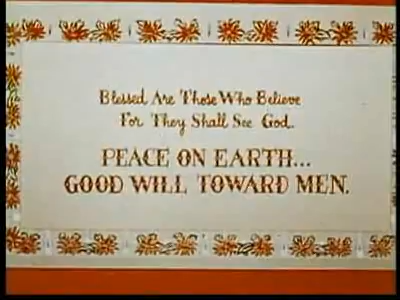 Blessed Are Those Who Believe
For They Shall See God.
PEACE ON EARTH...
GOOD WILL TOWARD MEN.